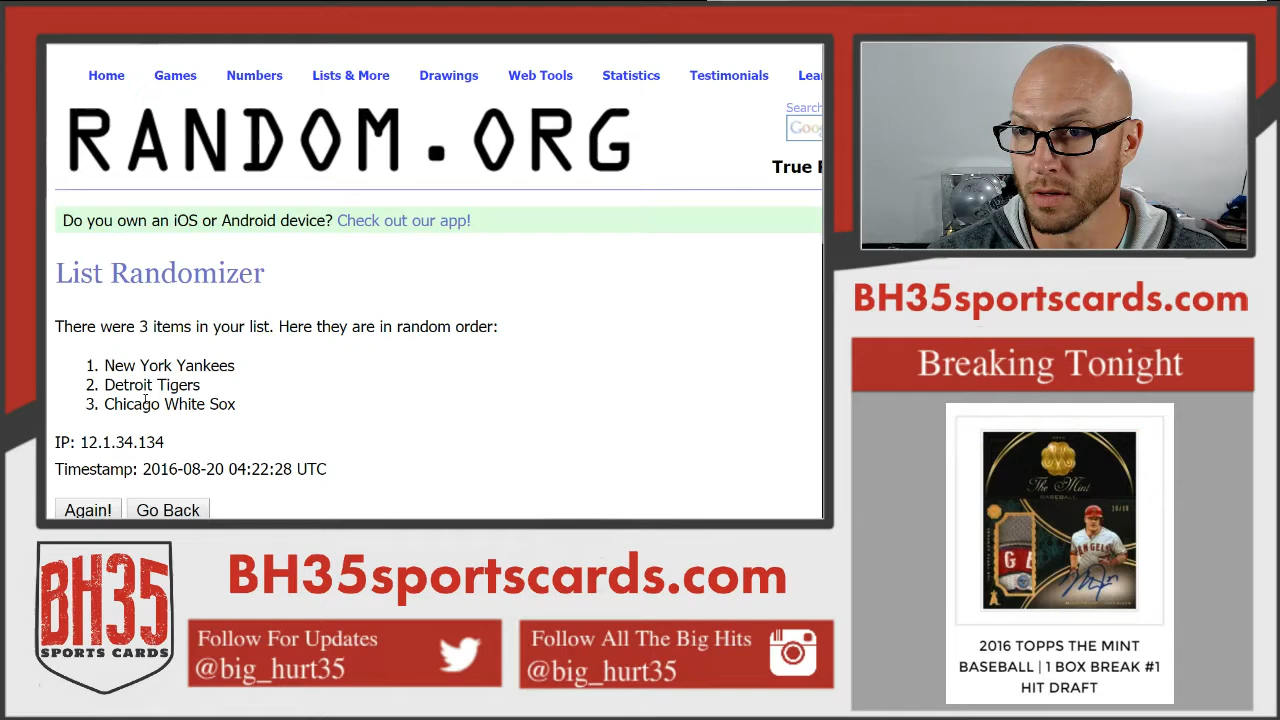 Home Games Numbers Lists & More Drawings Web Tools Statistics Testimonials Lea
RANDOM.ORG
Search
Goo
True
Do you own an iOS or Android device? Check out our app!
List Randomizer
There were 3 items in your list. Here they are in random order:
1. New York Yankees
2. Detroit Tigers
3. Chicago White Sox
IP: 12.1.34.134
Timestamp: 2016-08-20 04:22:28 UTC
Again! Go Back
BH35sportscards.com
Breaking Tonight
The Mint
BASEBALL
ANGELS
2016 TOPPS THE MINT
BASEBALL | 1 BOX BREAK #1
HIT DRAFT
BH35
SPORTS CARDS
BH35sportscards.com
Follow For Updates
@big_hurt35
Follow All The Big Hits
@big_hurt35